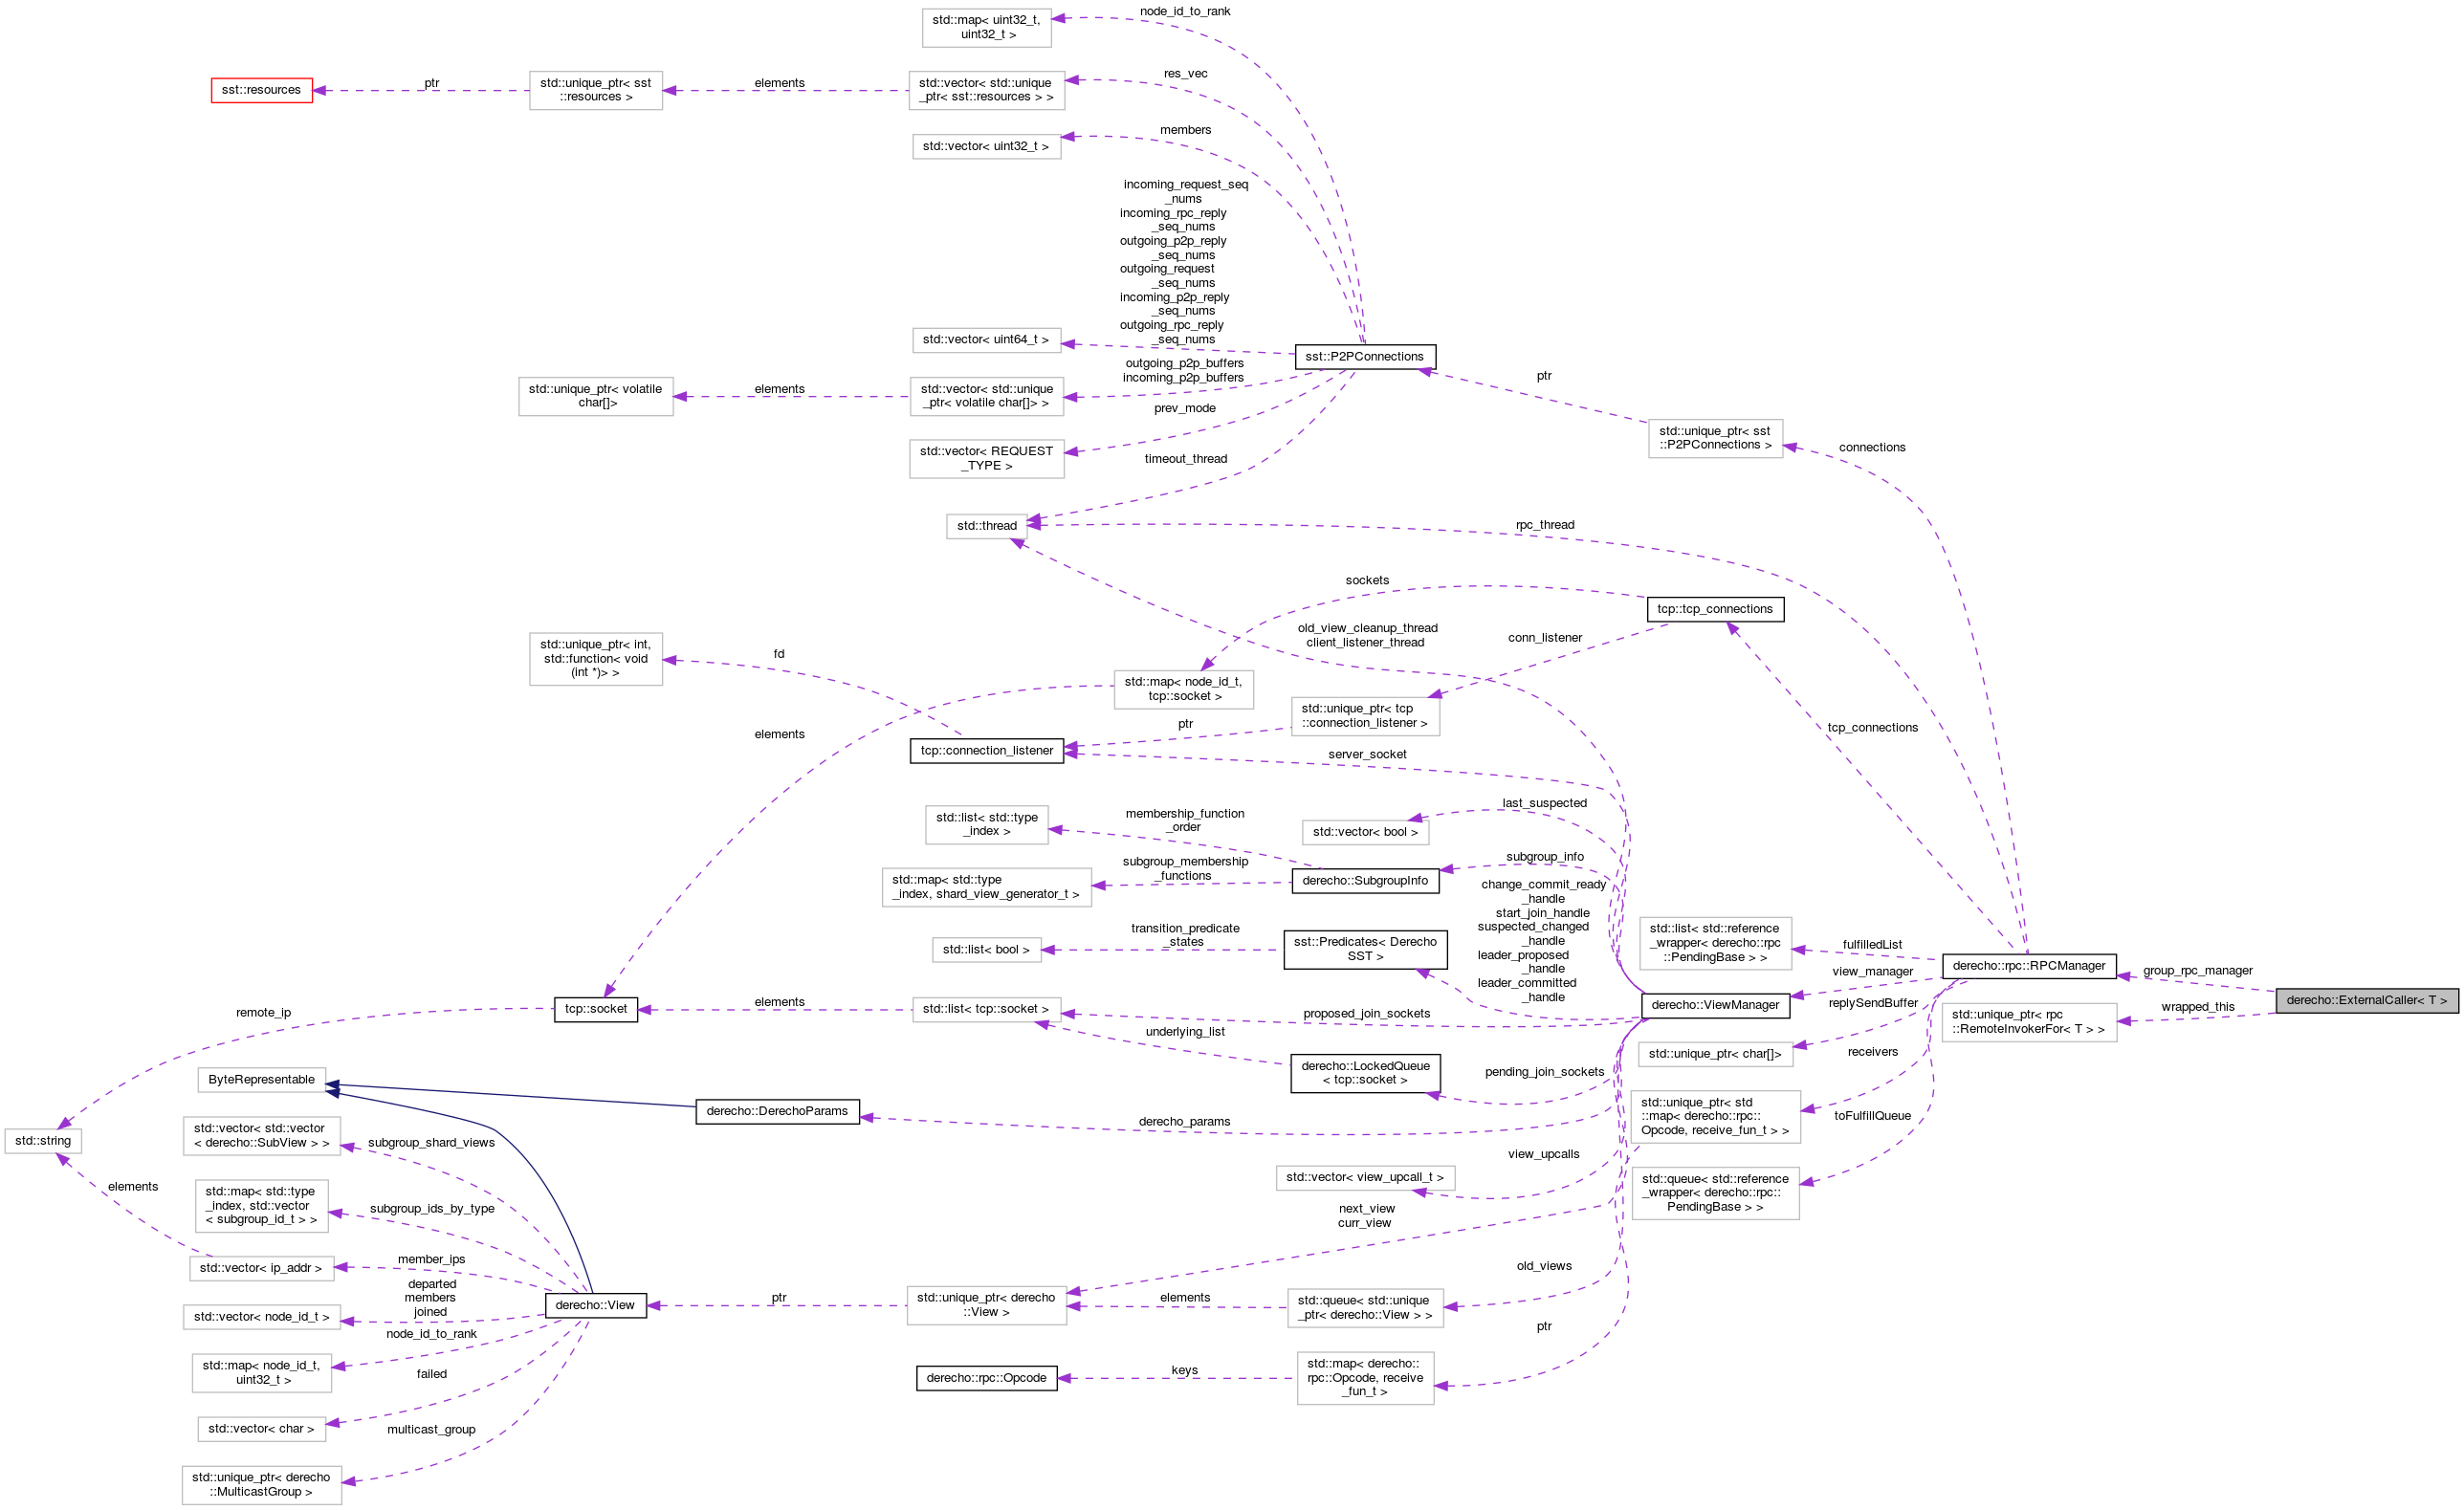 node_id_to_rank
std::map< uint32_t,
uint32_t >
res_vec
sst::resources
ptr
std::unique_ptr< sst
::resources >
elements
std::vector< std::unique
_ptr< sst::resources > >
members
std::vector< uint32_t >
incoming_request_seq
_nums
incoming_rpc_reply
_seq_nums
outgoing_p2p_reply
_seq_nums
outgoing_request
_seq_nums
incoming_p2p_reply
_seq_nums
outgoing_rpc_reply
_seq_nums
std::vector< uint64_t >
sst::P2PConnections
outgoing_p2p_buffers
incoming_p2p_buffers
std::unique_ptr< volatile
char[]>
elements
std::vector< std::unique
_ptr< volatile char[]> >
ptr
prev_mode
std::vector< REQUEST
_TYPE >
timeout_thread
std::unique_ptr< sst
::P2PConnections >
connections
std::thread
rpc_thread
sockets
tcp::tcp_connections
old_view_cleanup_thread
client_listener_thread
conn_listener
std::unique_ptr< int,
std::function< void
(int *)> >
fd
std::map< node_id_t,
tcp::socket >
std::unique_ptr< tcp
::connection_listener >
ptr
tcp_connections
elements
tcp::connection_listener
server_socket
last_suspected
std::list< std::type
_index >
membership_function
_order
std::vector< bool >
subgroup_info
subgroup_membership
_functions
std::map< std::type
_index, shard_view_generator_t >
derecho::SubgroupInfo
change_commit_ready
_handle
start_join_handle
suspected_changed
_handle
leader_proposed
_handle
leader_committed
_handle
transition_predicate
_states
std::list< bool >
sst::Predicates< Derecho
SST >
std::list< std::reference
_wrapper< derecho::rpc
::PendingBase > >
fulfilledList
derecho::rpc::RPCManager
group_rpc_manager
view_manager
derecho::ExternalCaller< T >
remote_ip
tcp::socket
elements
std::list< tcp::socket >
proposed_join_sockets
derecho::ViewManager
replySendBuffer
wrapped_this
std::unique_ptr< rpc
::RemoteInvokerFor< T > >
underlying_list
std::unique_ptr< char[]>
receivers
ByteRepresentable
derecho::LockedQueue
< tcp::socket >
pending_join_sockets
derecho::DerechoParams
derecho_params
std::unique_ptr< std
::map< derecho::rpc::
Opcode, receive_fun_t > >
toFulfillQueue
std::string
std::vector< std::vector
< derecho::SubView > >
subgroup_shard_views
view_upcalls
std::vector< view_upcall_t >
std::queue< std::reference
_wrapper< derecho::rpc::
PendingBase > >
elements
std::map< std::type
_index, std::vector
< subgroup_id_t > >
subgroup_ids_by_type
next_view
curr_view
std::vector< ip_addr >
member_ips
old_views
departed
members
joined
std::vector< node_id_t >
derecho::View
ptr
std::unique_ptr< derecho
::View >
elements
std::queue< std::unique
_ptr< derecho::View > >
ptr
node_id_to_rank
std::map< node_id_t,
uint32_t >
failed
derecho::rpc::Opcode
keys
std::map< derecho::
rpc::Opcode, receive
_fun_t >
std::vector< char >
multicast_group
std::unique_ptr< derecho
::MulticastGroup >